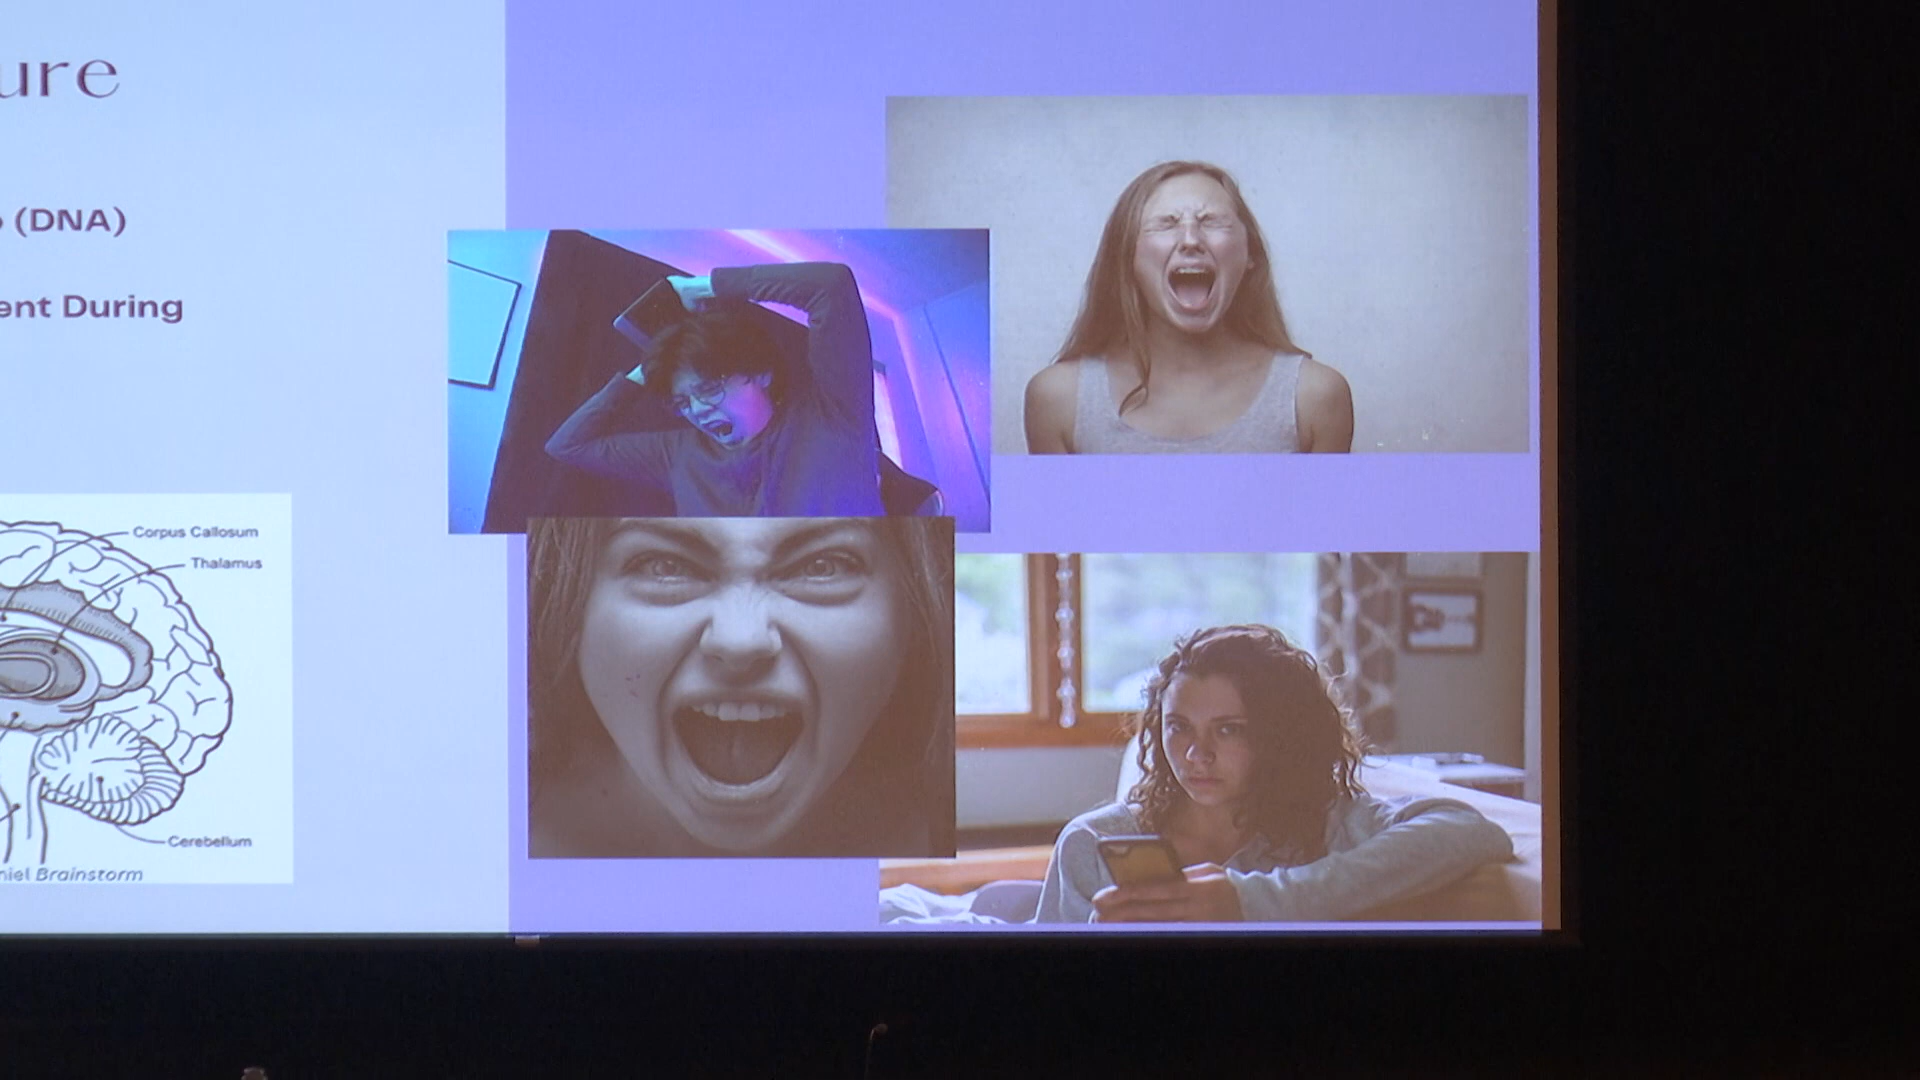 ure
(DNA)
ent During
Corpus Callosum
Thalamus
Cerebellum
niel Brainstorm